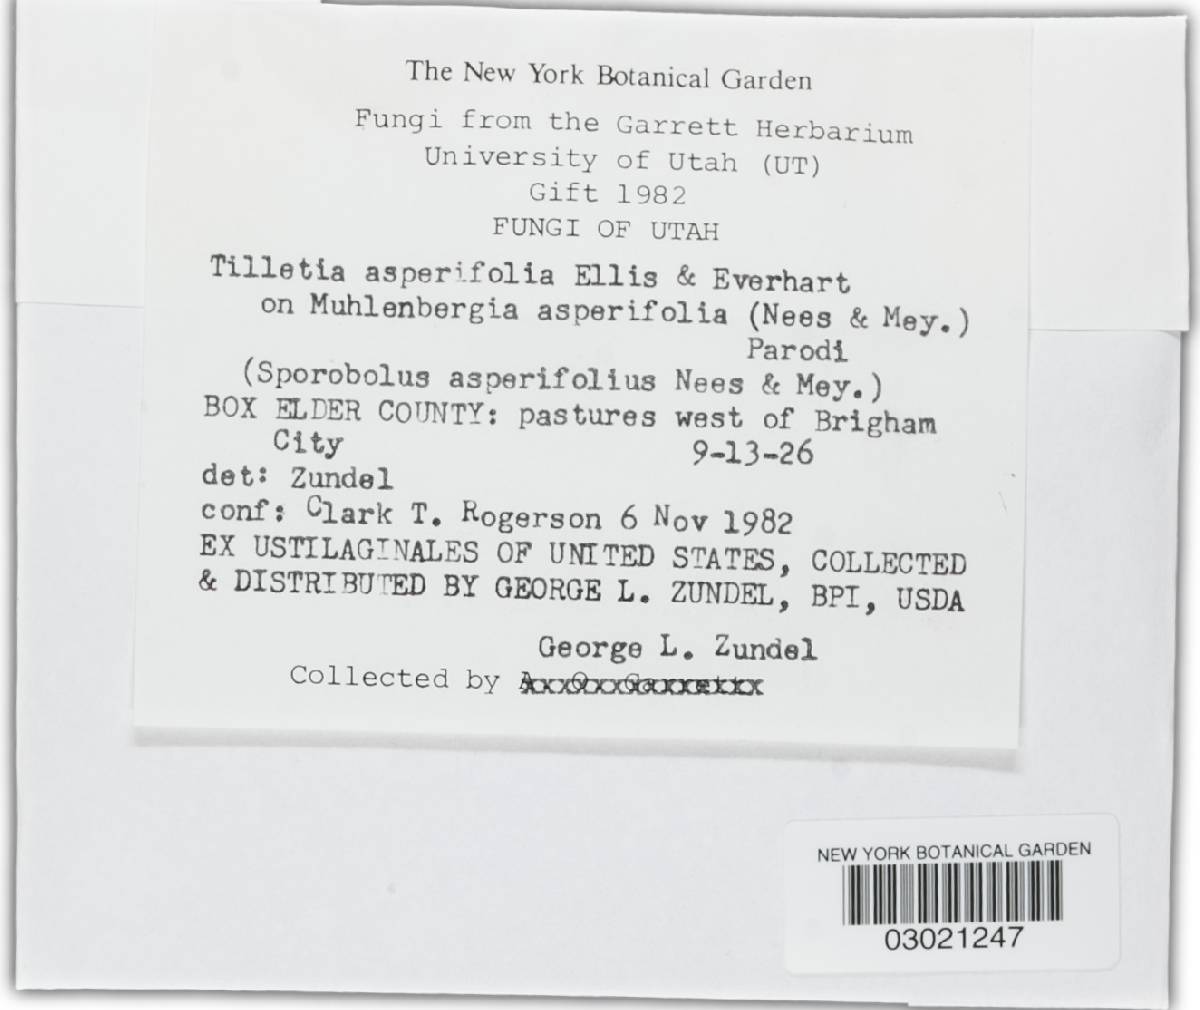 The New York Botanical Garden
Fungi from the Garrett Herbarium
University of Utah (UT)
Gift 1982
FUNGI OF UTAH
Tilletia asperifolia Ellis & Everhart
on Muhlenbergia asperifolia (Nees & Mey.)
Parodi
(Sporobolus asperifolius Nees & Mey.)
BOX ELDER COUNTY: pastures west of Brigham
City 9-13-26
det: Zundel
conf: Clark T. Rogerson 6 Nov 1982
EX USTILAGINALES OF UNITED STATES, COLLECTED
& DISTRIBUTED BY GEORGE L. ZUNDEL, BPI, USDA
George L. Zundel
Collected by
NEW YORK BOTANICAL GARDEN
03021247